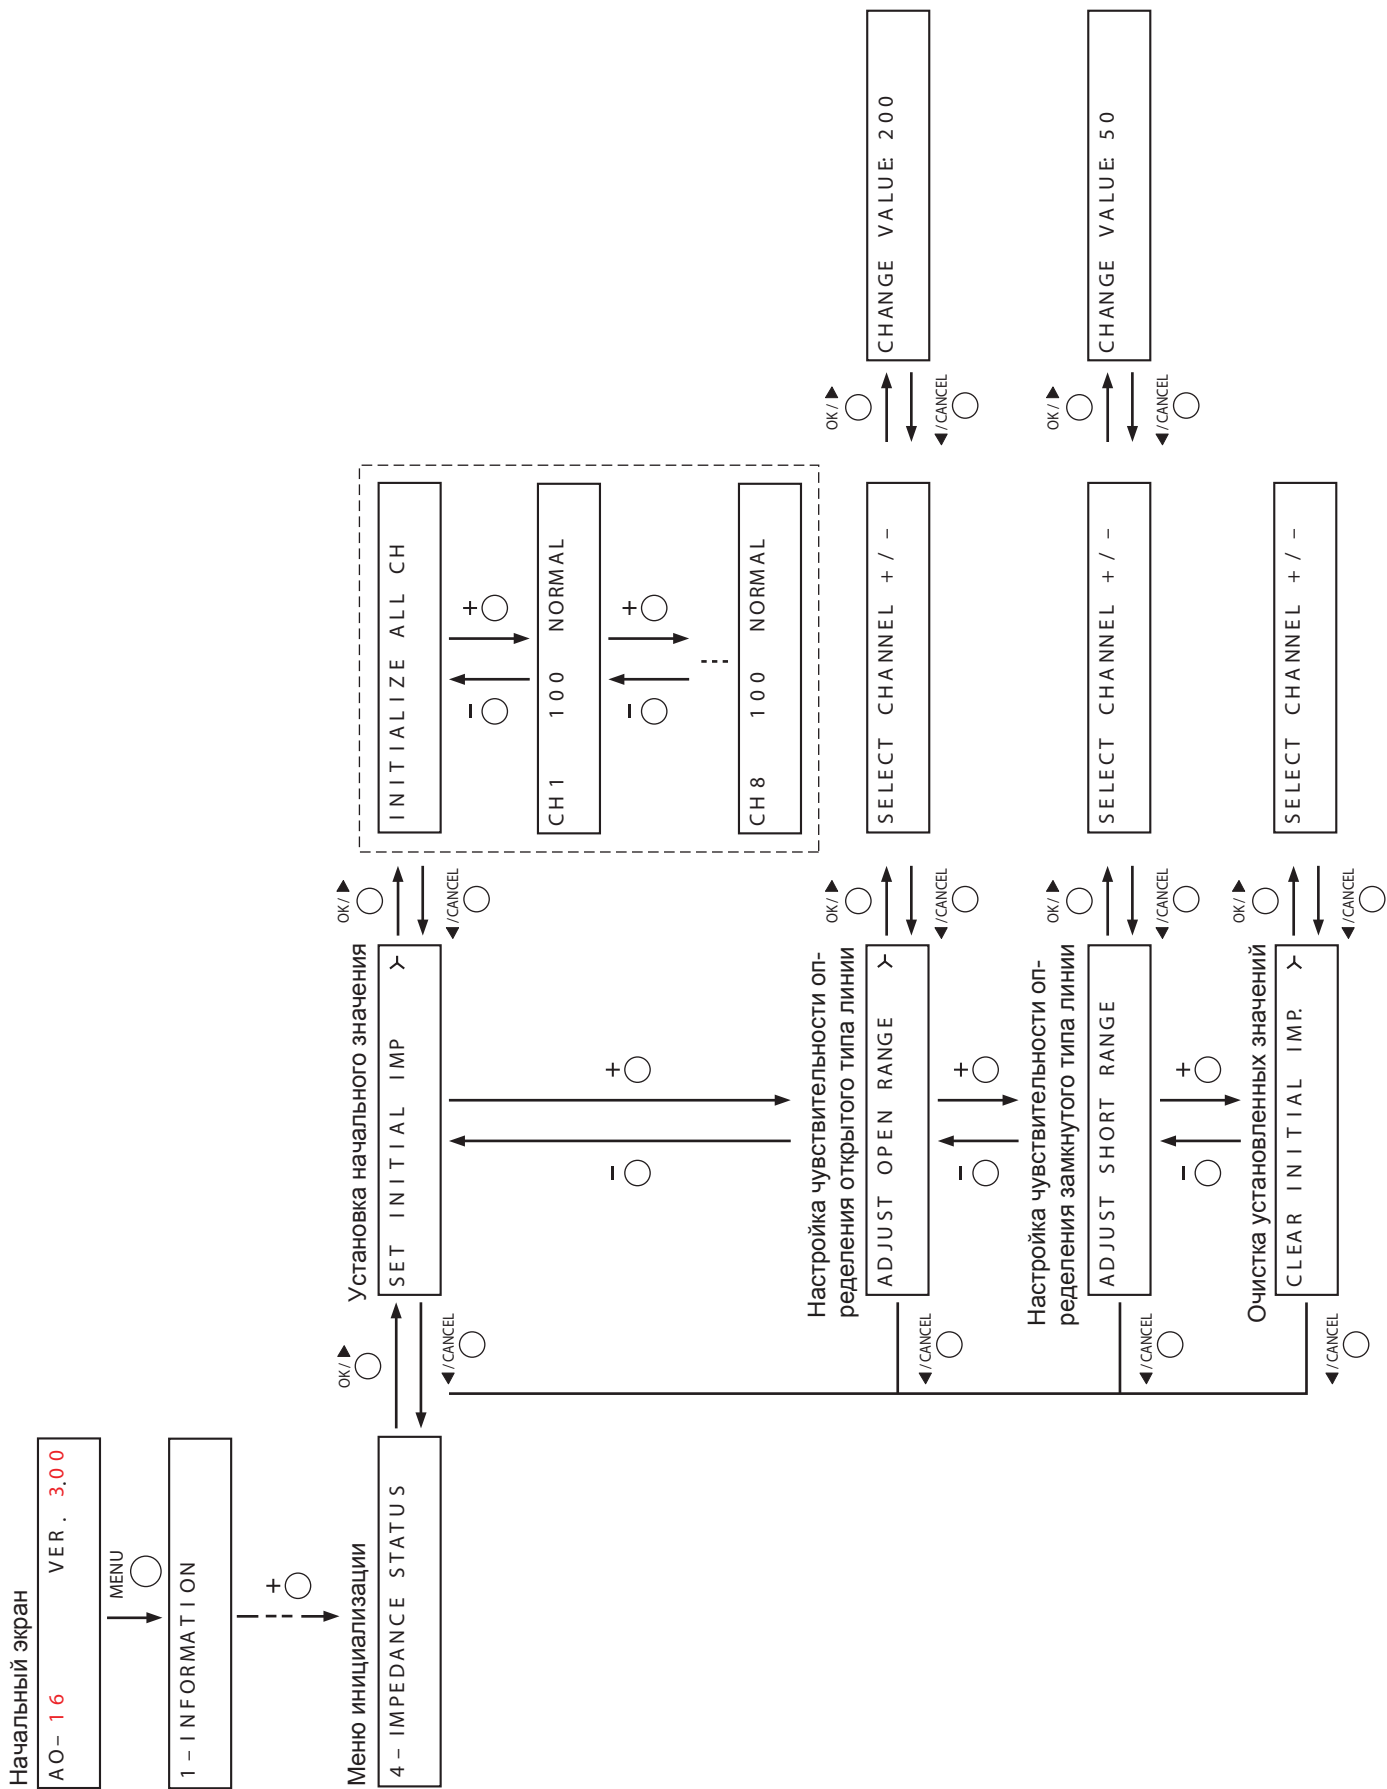 Начальный экран
AO-16 VER. 3.00
MENU
1-INFORMATION
+
Меню инициализации
4-IMPEDANCE STATUS
OK/▲
▼/CANCEL
Установка начального значения
SET INITIAL IMP >
OK/▲
▼/CANCEL
INITIALIZE ALL CH
- +
CH1 100 NORMAL
- +
CH8 100 NORMAL
- +
Настройка чувствительности оп-
ределения открытого типа линии
▼/CANCEL
ADJUST OPEN RANGE >
OK/▲
▼/CANCEL
SELECT CHANNEL +/-
OK/▲
▼/CANCEL
CHANGE VALUE: 200
- +
Настройка чувствительности оп-
ределения замкнутого типа линии
▼/CANCEL
ADJUST SHORT RANGE
OK/▲
▼/CANCEL
SELECT CHANNEL +/-
OK/▲
▼/CANCEL
CHANGE VALUE: 50
- +
Очистка установленных значений
▼/CANCEL
CLEAR INITIAL IMP. >
OK/▲
▼/CANCEL
SELECT CHANNEL +/-